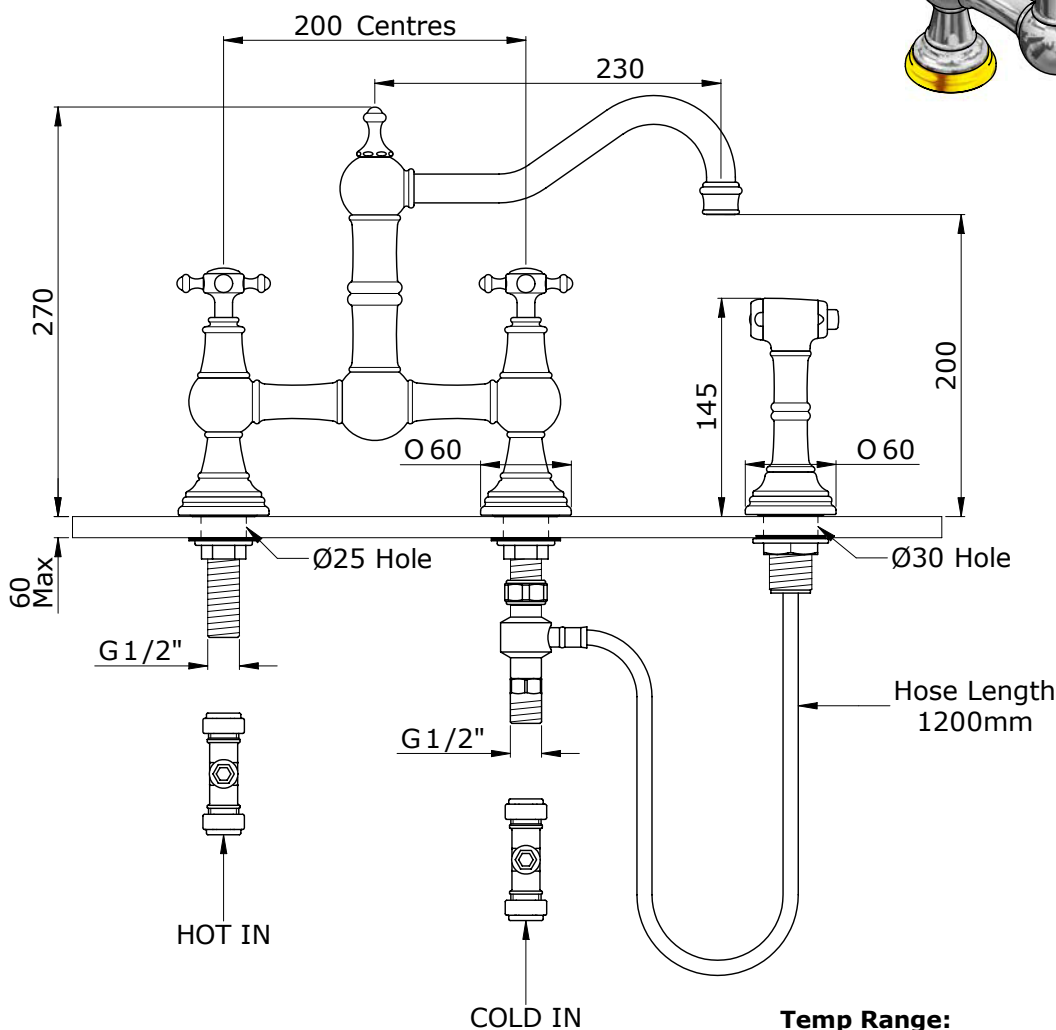 200 Centres
230
270
145
200
O 60
O 60
Ø25 Hole
Ø30 Hole
60
Max
G1/2"
Hose Length
1200mm
G1/2"
HOT IN
COLD IN
Temp Range: